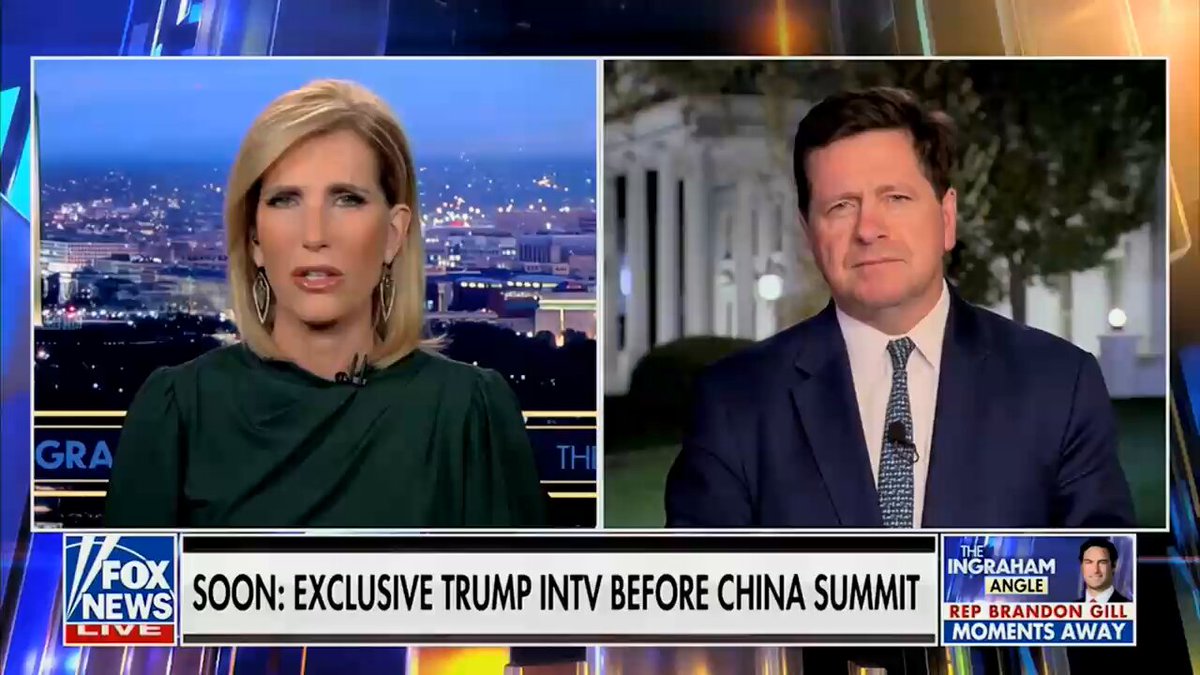 GRA
THE
FOX
NEWS
LIVE
SOON: EXCLUSIVE TRUMP INTV BEFORE CHINA SUMMIT
THE
INGRAHAM
ANGLE
REP BRANDON GILL
MOMENTS AWAY